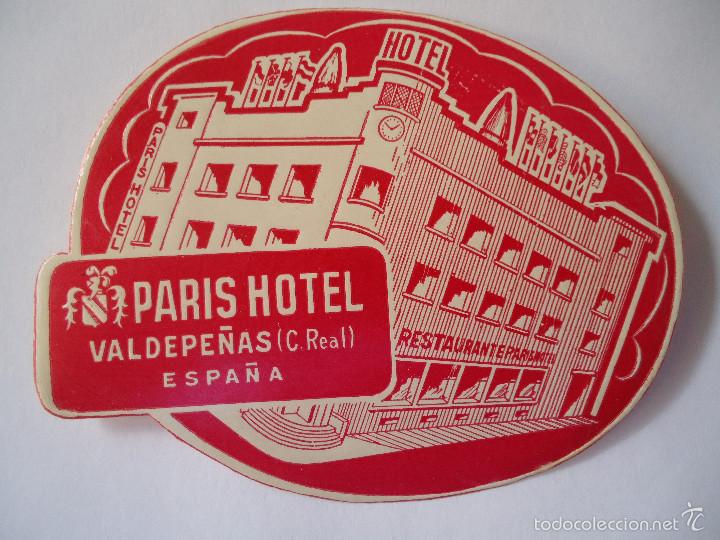 HOTEL
PARIS HOTEL
PARIS HOTEL
VALDEPEÑAS (C. Real)
ESPAÑA
RESTAURANTE PARIS HOTEL
todocoleccion.net